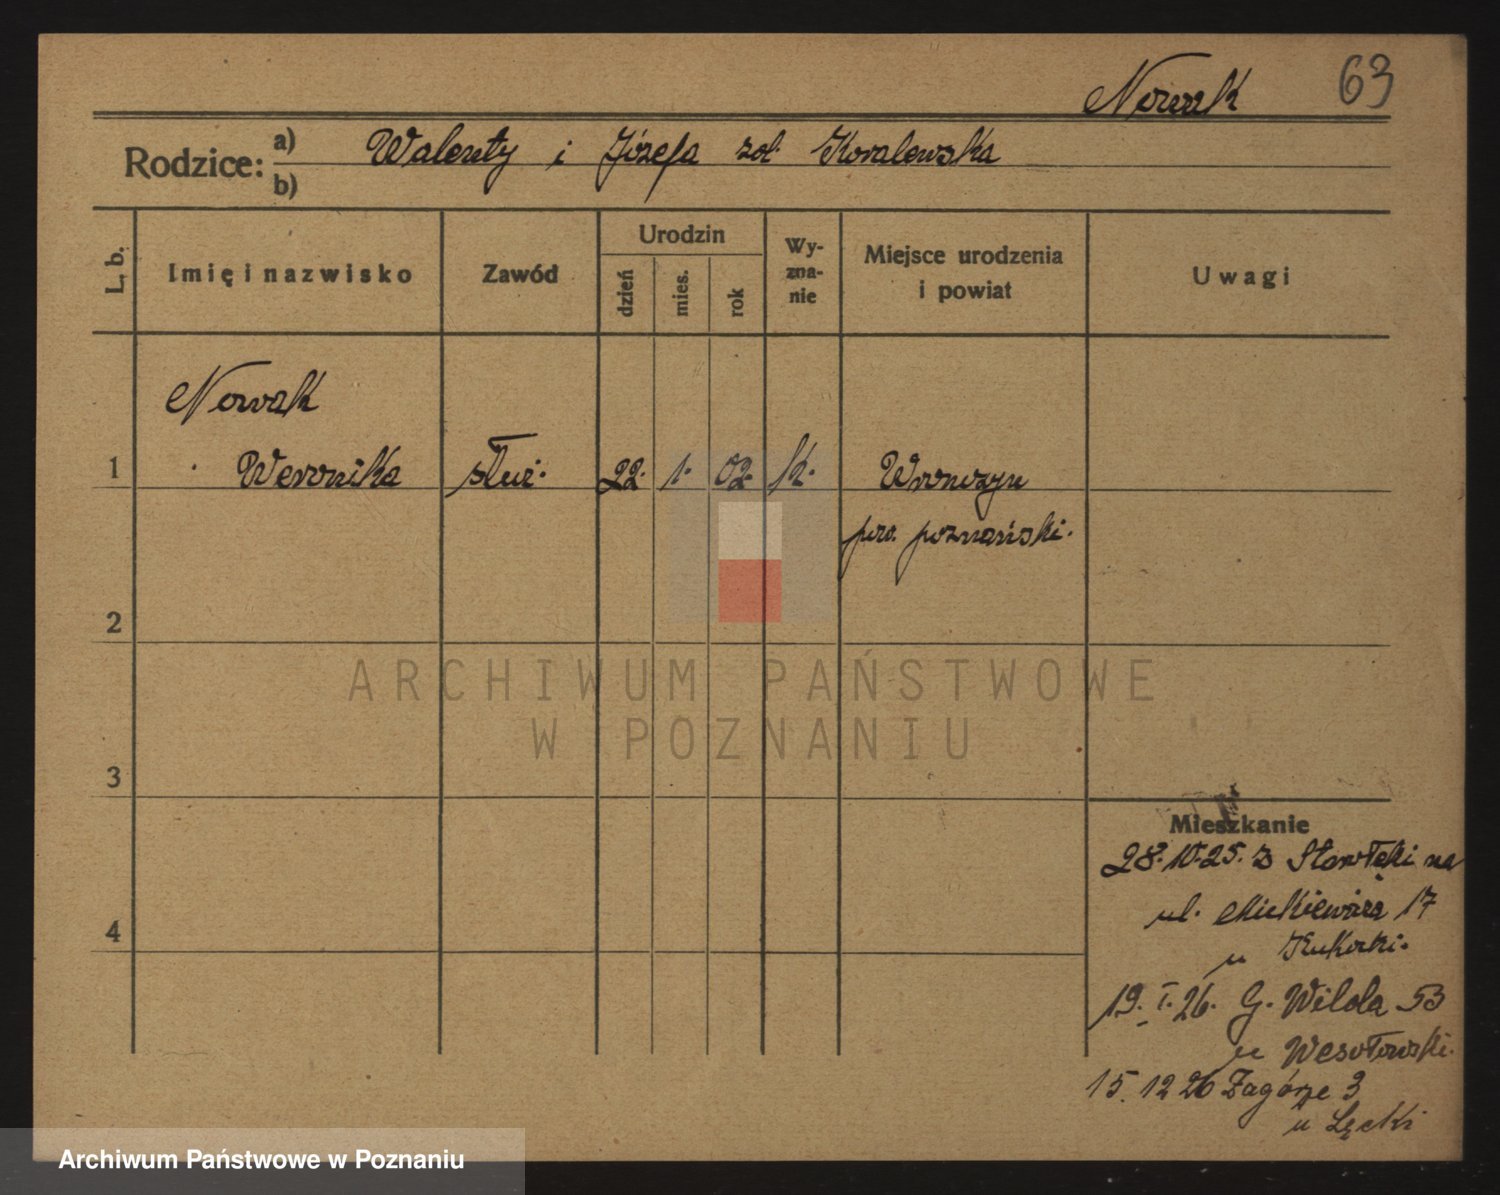 Nowak 63
Rodzice: a) Walenty i Józefa zol. Kowalewska
b)
L. b. Imię i nazwisko Zawód Urodzin dzień mies. rok Wy-zna-nie Miejsce urodzenia i powiat Uwagi
Nowak
1 Weronika służ. 22. 1. 02. k. Wronczyn
pow. poznański.
2
ARCHIWUM PAŃSTWOWE
W POZNANIU
3
Mieszkanie
28.10.25. z na
ul. Mickiewicza 17
u
4
19.I.26. G. Wilda 53
u Wesołowski.
15.12 26 Zagórze 3
u Łęcki
Archiwum Państwowe w Poznaniu